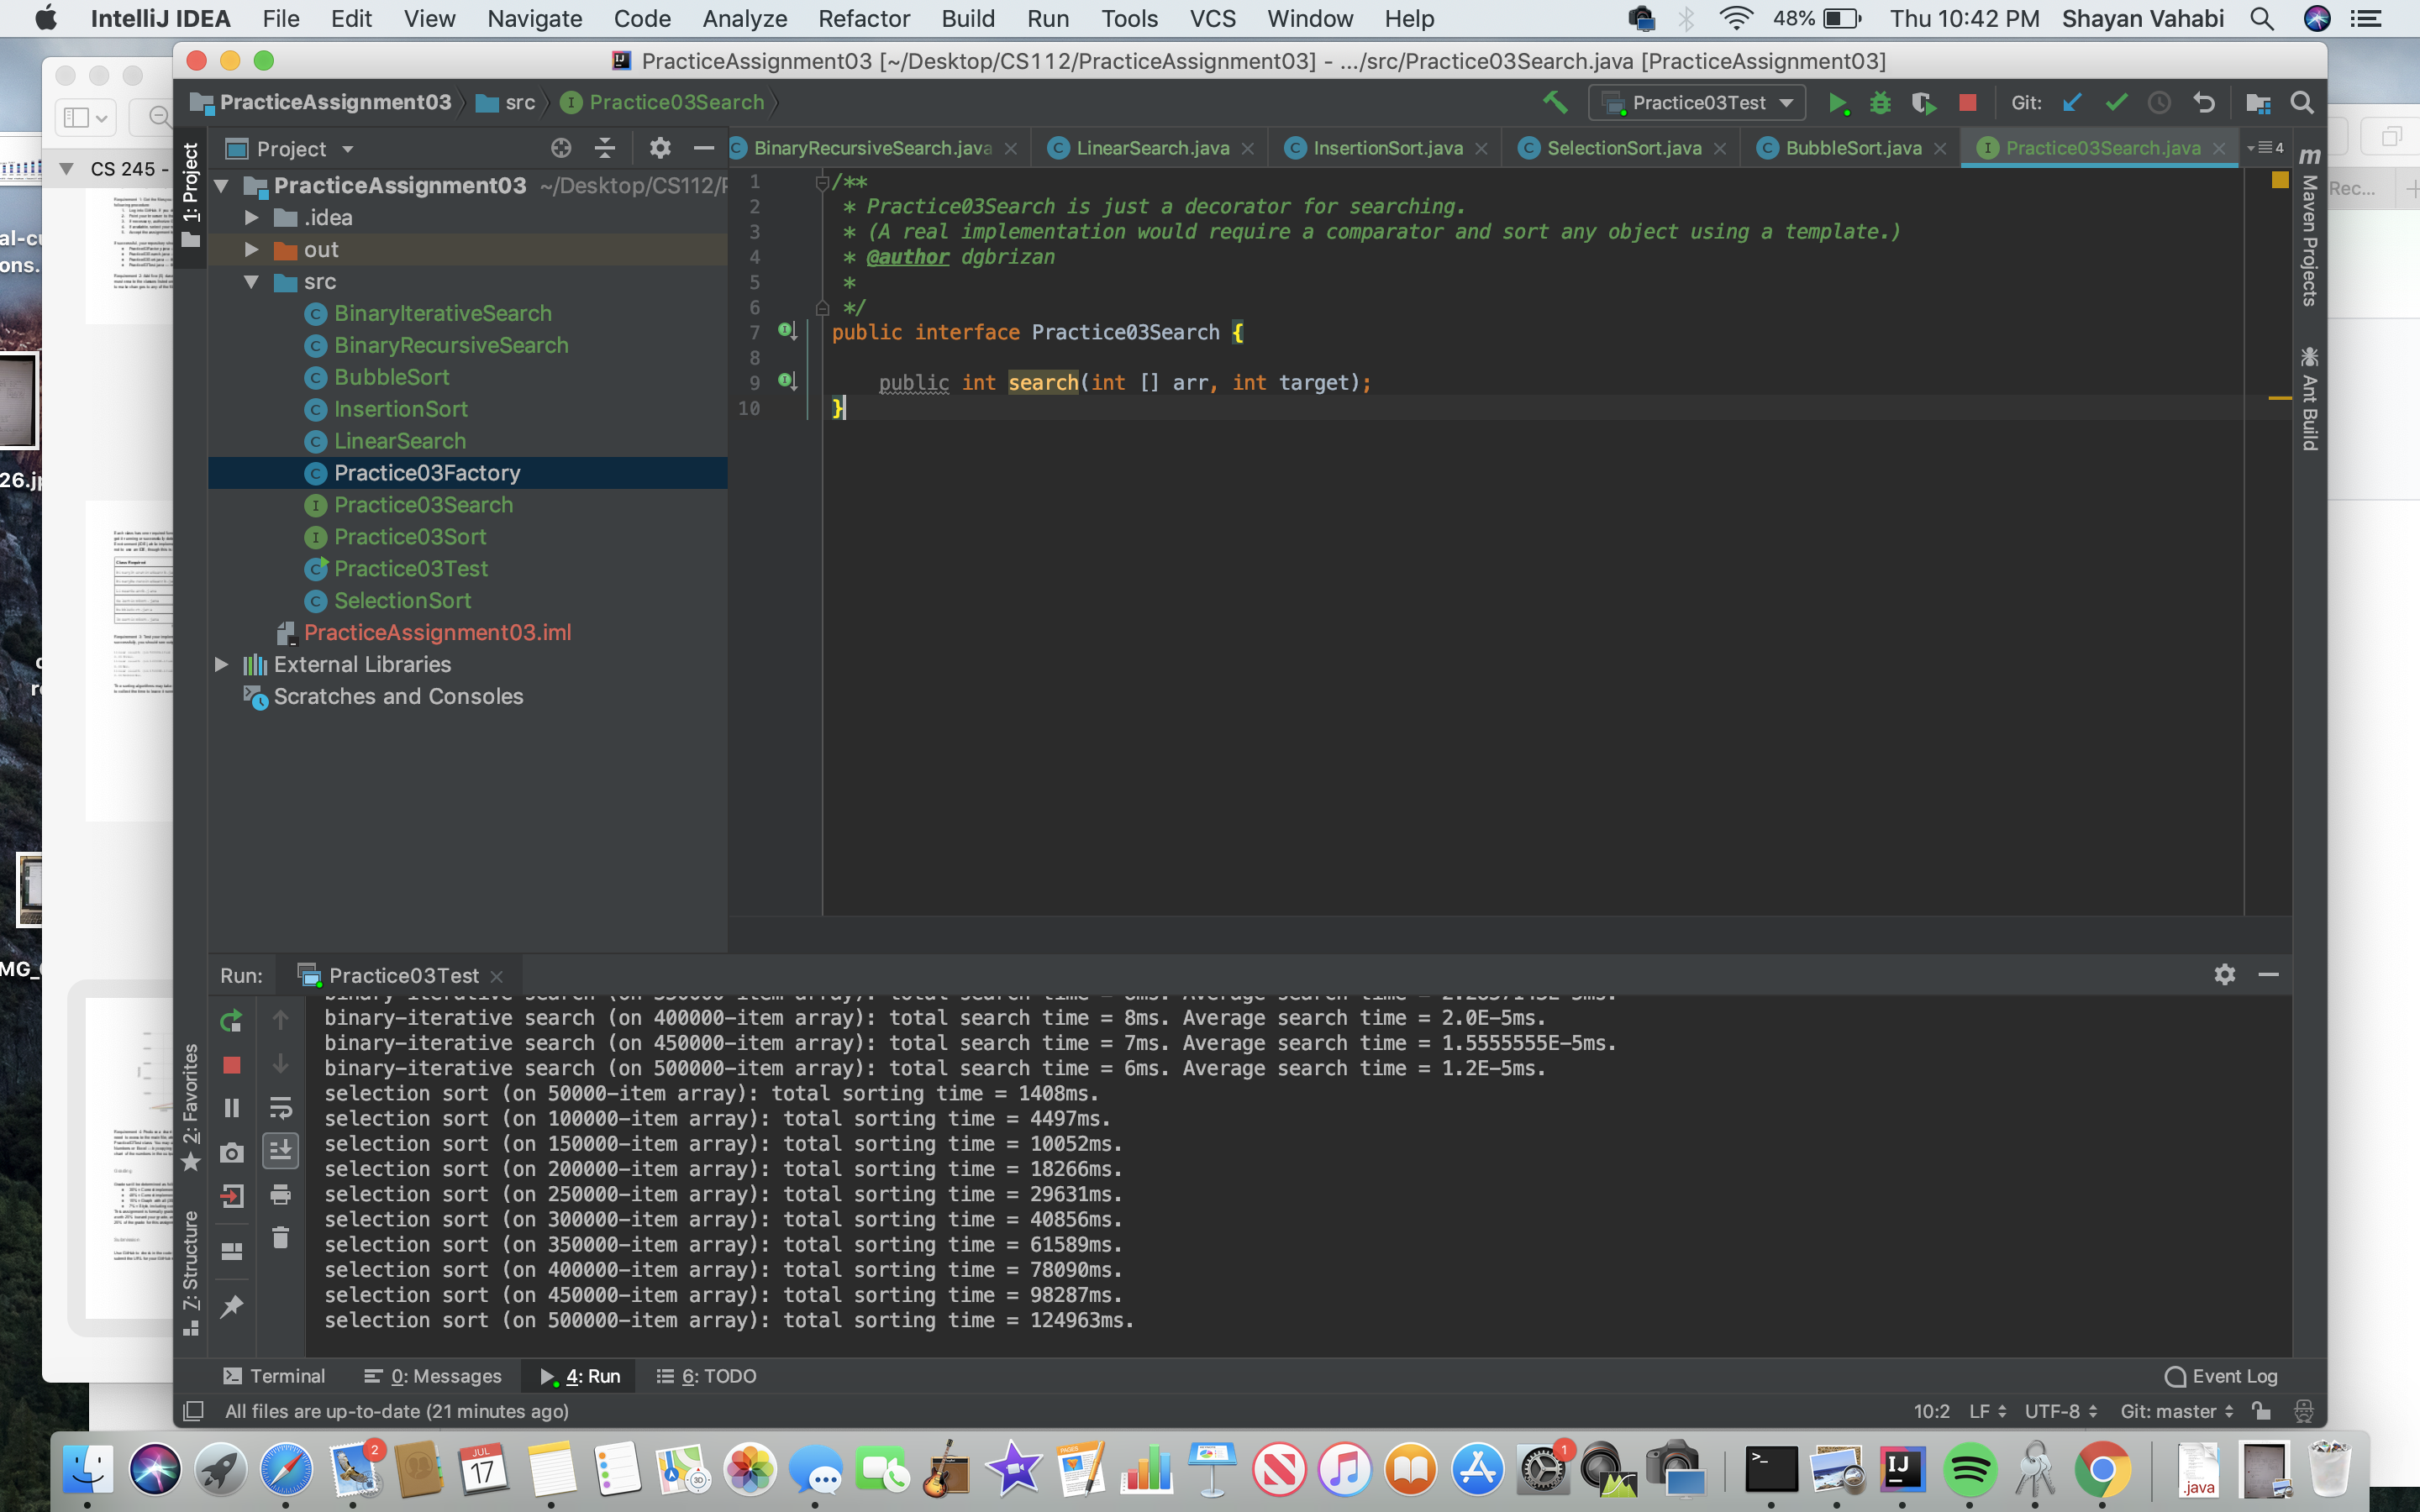 IntelliJ IDEA File Edit View Navigate Code Analyze Refactor Build Run Tools VCS Window Help 48% Thu 10:42 PM Shayan Vahabi
PracticeAssignment03 [~/Desktop/CS112/PracticeAssignment03] - .../src/Practice03Search.java [PracticeAssignment03]
PracticeAssignment03 src Practice03Search Practice03Test Git:
CS 245 -
1: Project
Project
BinaryRecursiveSearch.java LinearSearch.java InsertionSort.java SelectionSort.java BubbleSort.java Practice03Search.java 4
Rec...
Maven Projects
Ant Build
PracticeAssignment03 ~/Desktop/CS112/P
.idea
out
src
BinaryIterativeSearch
BinaryRecursiveSearch
BubbleSort
InsertionSort
LinearSearch
Practice03Factory
Practice03Search
Practice03Sort
Practice03Test
SelectionSort
PracticeAssignment03.iml
External Libraries
Scratches and Consoles
1 /**
2 * Practice03Search is just a decorator for searching.
3 * (A real implementation would require a comparator and sort any object using a template.)
4 * @author dgbrizan
5 *
6 */
7 public interface Practice03Search {
8
9 public int search(int [] arr, int target);
10 }
al-cu
ons.
26.jp
MG_
Run: Practice03Test
binary-iterative search (on 400000-item array): total search time = 8ms. Average search time = 2.0E-5ms.
binary-iterative search (on 450000-item array): total search time = 7ms. Average search time = 1.5555555E-5ms.
binary-iterative search (on 500000-item array): total search time = 6ms. Average search time = 1.2E-5ms.
selection sort (on 50000-item array): total sorting time = 1408ms.
selection sort (on 100000-item array): total sorting time = 4497ms.
selection sort (on 150000-item array): total sorting time = 10052ms.
selection sort (on 200000-item array): total sorting time = 18266ms.
selection sort (on 250000-item array): total sorting time = 29631ms.
selection sort (on 300000-item array): total sorting time = 40856ms.
selection sort (on 350000-item array): total sorting time = 61589ms.
selection sort (on 400000-item array): total sorting time = 78090ms.
selection sort (on 450000-item array): total sorting time = 98287ms.
selection sort (on 500000-item array): total sorting time = 124963ms.
2: Favorites
Z: Structure
Terminal 0: Messages 4: Run 6: TODO Event Log
All files are up-to-date (21 minutes ago) 10:2 LF UTF-8 Git: master
2 JUL 17 3D PAGES 1 IJ .java